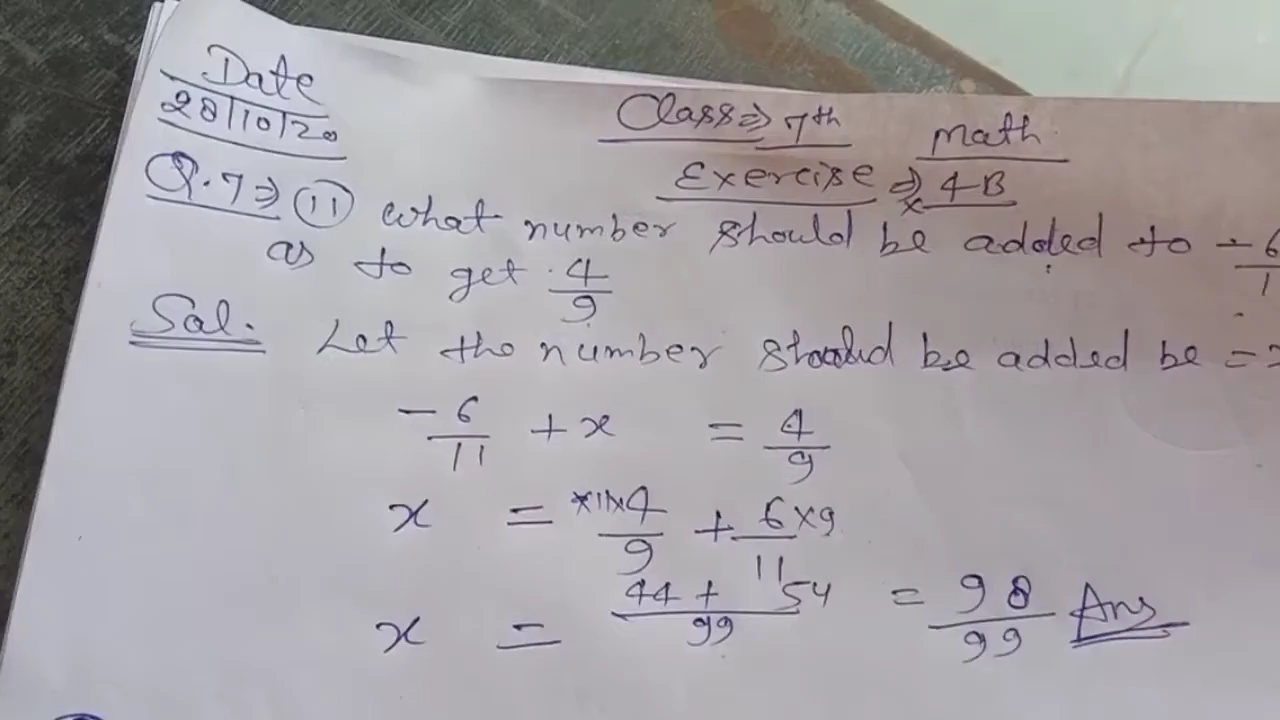 Date
28/10/20
Class ⇒ 7th Math
Exercise ⇒ 4-B
Q.7 ⇒ (11) what number should be added to -6/1
as to get 4/9
Sol. Let the number should be added be =
-6/11 + x = 4/9
x = ×11×4/9 + 6×9/11
x = 44 + 54/99 = 98/99 Ans